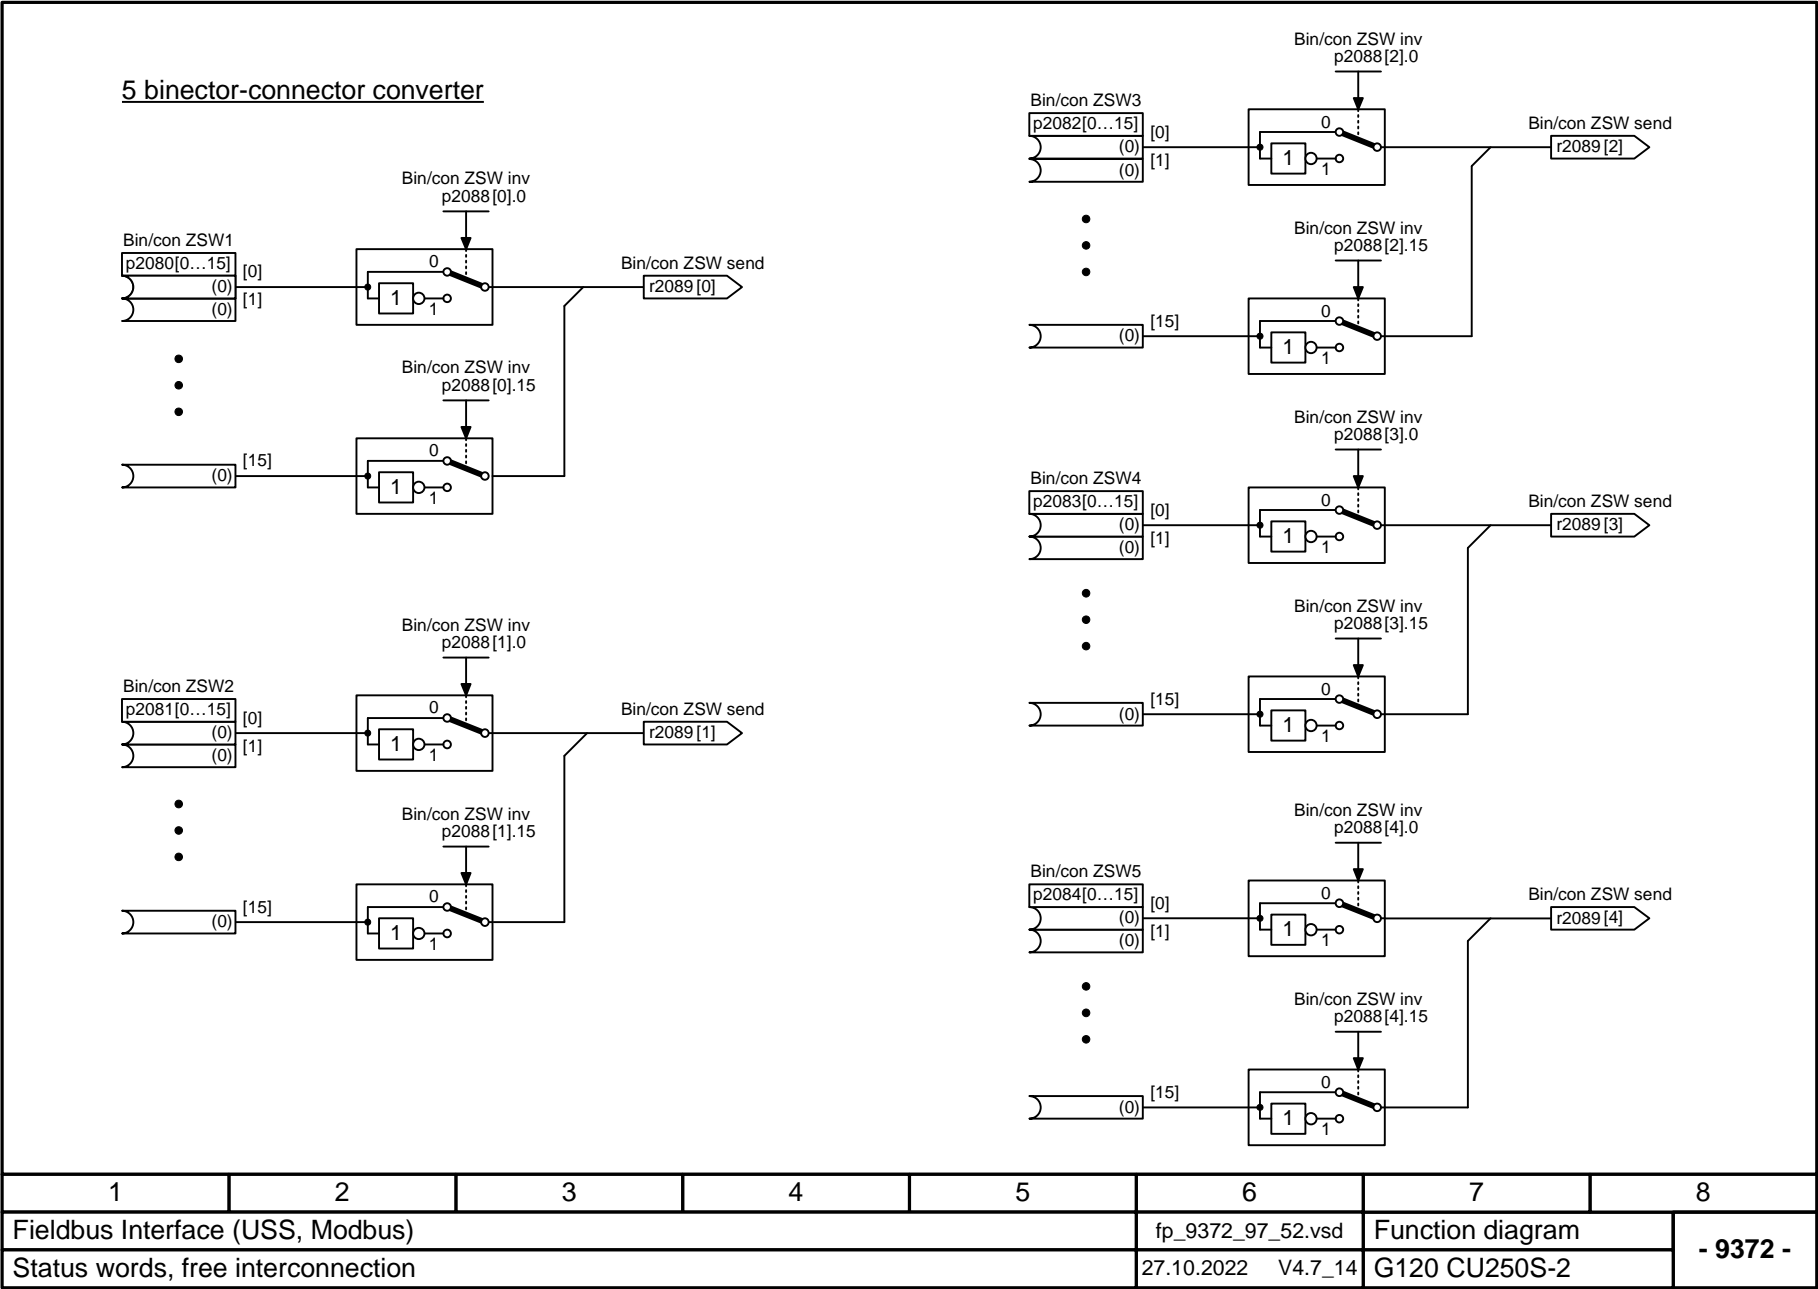 5 binector-connector converter
Bin/con ZSW inv
p2088[0].0
Bin/con ZSW1
p2080[0...15]
[0]
(0)
[1]
(0)
0
1
1
Bin/con ZSW send
r2089[0]
Bin/con ZSW inv
p2088[0].15
[15]
(0)
0
1
1
Bin/con ZSW inv
p2088[1].0
Bin/con ZSW2
p2081[0...15]
[0]
(0)
[1]
(0)
0
1
1
Bin/con ZSW send
r2089[1]
Bin/con ZSW inv
p2088[1].15
[15]
(0)
0
1
1
Bin/con ZSW inv
p2088[2].0
Bin/con ZSW3
p2082[0...15]
[0]
(0)
[1]
(0)
0
1
1
Bin/con ZSW send
r2089[2]
Bin/con ZSW inv
p2088[2].15
[15]
(0)
0
1
1
Bin/con ZSW inv
p2088[3].0
Bin/con ZSW4
p2083[0...15]
[0]
(0)
[1]
(0)
0
1
1
Bin/con ZSW send
r2089[3]
Bin/con ZSW inv
p2088[3].15
[15]
(0)
0
1
1
Bin/con ZSW inv
p2088[4].0
Bin/con ZSW5
p2084[0...15]
[0]
(0)
[1]
(0)
0
1
1
Bin/con ZSW send
r2089[4]
Bin/con ZSW inv
p2088[4].15
[15]
(0)
0
1
1
1 2 3 4 5 6 7 8
Fieldbus Interface (USS, Modbus)
fp_9372_97_52.vsd
Function diagram
- 9372 -
Status words, free interconnection
27.10.2022 V4.7_14
G120 CU250S-2